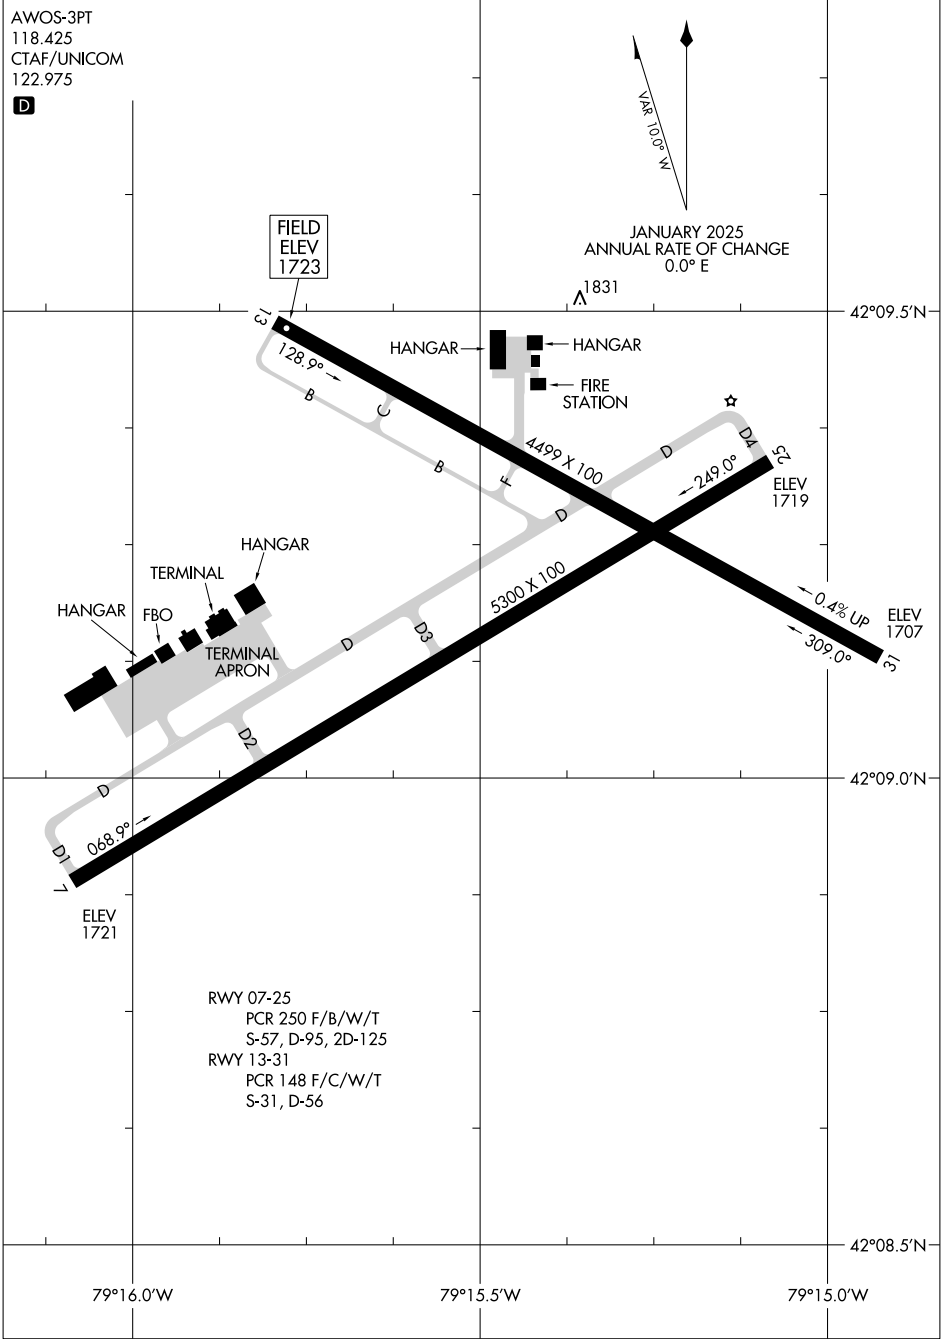 AWOS-3PT
118.425
CTAF/UNICOM
122.975
D
VAR 10.0° W
JANUARY 2025
ANNUAL RATE OF CHANGE
0.0° E
FIELD
ELEV
1723
1831
42°09.5'N
13
128.9°
HANGAR
HANGAR
FIRE
STATION
B
C
B
F
4499 X 100
D
D
D4
25
249.0°
ELEV
1719
HANGAR
TERMINAL
HANGAR
FBO
TERMINAL
APRON
5300 X 100
D3
D
0.4% UP
309.0°
ELEV
1707
31
D2
42°09.0'N
D
068.9°
D1
7
ELEV
1721
RWY 07-25
PCR 250 F/B/W/T
S-57, D-95, 2D-125
RWY 13-31
PCR 148 F/C/W/T
S-31, D-56
42°08.5'N
79°16.0'W
79°15.5'W
79°15.0'W